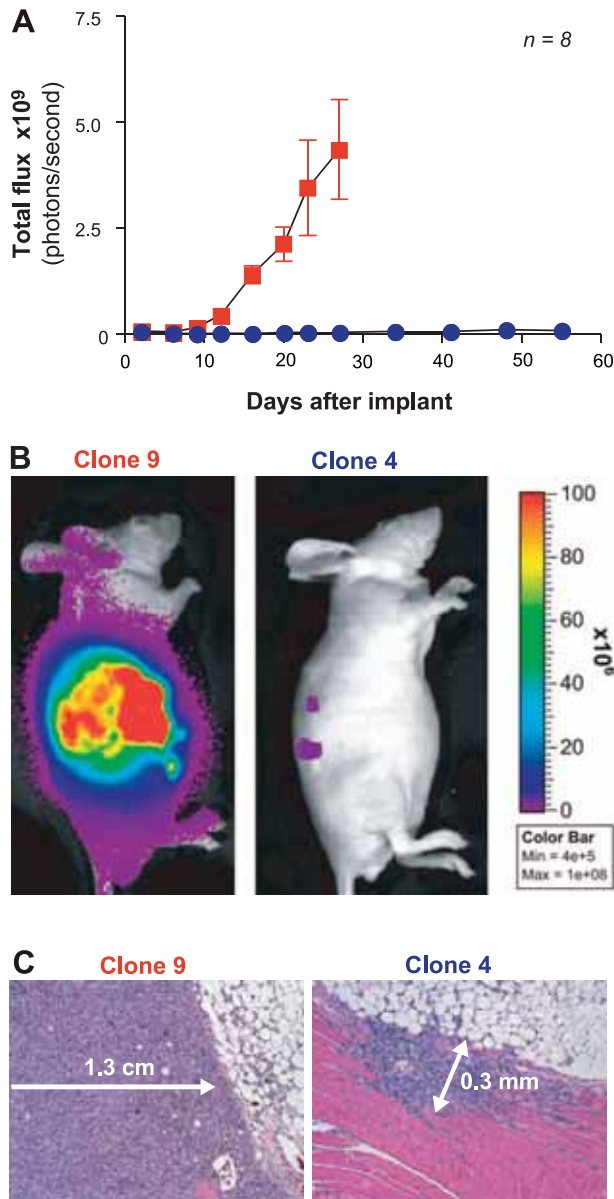 A
7.5
n = 8
5.0
2.5
0
Total flux x10⁹
(photons/second)
0 10 20 30 40 50 60
Days after implant
B
Clone 9 Clone 4
100
80
60
40
20
0
x10⁶
Color Bar
Min = 4e+5
Max = 1e+08
C
Clone 9 Clone 4
1.3 cm
0.3 mm